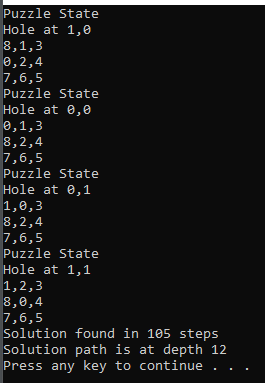 Puzzle State
Hole at 1,0
8,1,3
0,2,4
7,6,5
Puzzle State
Hole at 0,0
0,1,3
8,2,4
7,6,5
Puzzle State
Hole at 0,1
1,0,3
8,2,4
7,6,5
Puzzle State
Hole at 1,1
1,2,3
8,0,4
7,6,5
Solution found in 105 steps
Solution path is at depth 12
Press any key to continue . . .